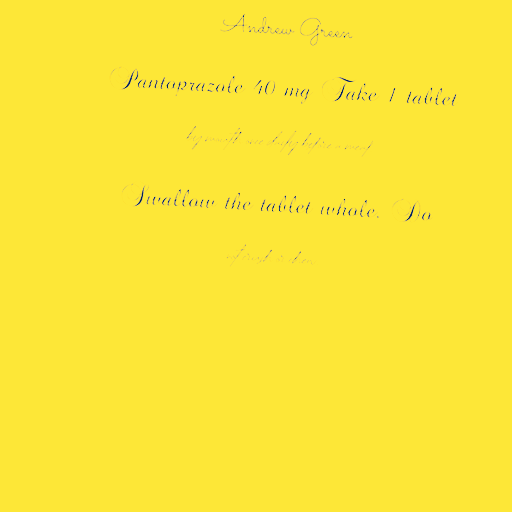 Andrew Green
Pantoprazole 40 mg Take 1 tablet
by mouth once daily before a meal
Swallow the tablet whole. Do